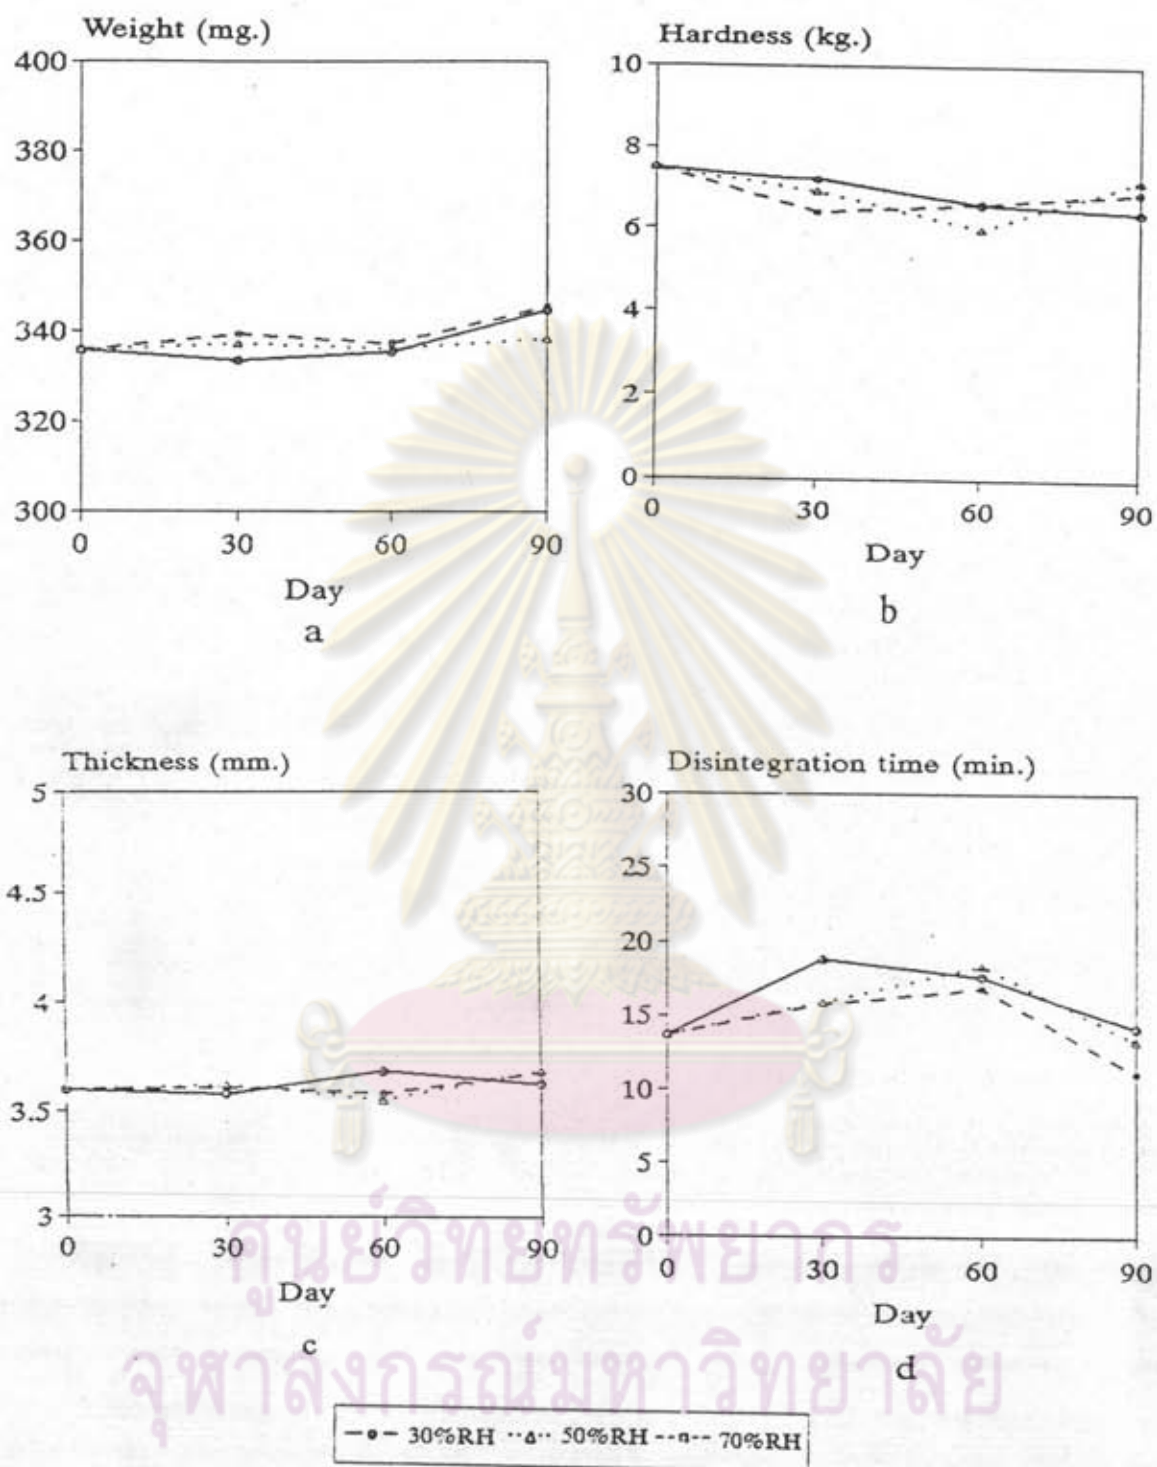 Weight (mg.)
400
380
360
340
320
300
0 30 60 90
Day
a
Hardness (kg.)
10
8
6
4
2
0
0 30 60 90
Day
b
Thickness (mm.)
5
4.5
4
3.5
3
0 30 60 90
Day
c
Disintegration time (min.)
30
25
20
15
10
5
0
0 30 60 90
Day
d
ศูนย์วิทยทรัพยากร
จุฬาลงกรณ์มหาวิทยาลัย
30%RH 50%RH 70%RH